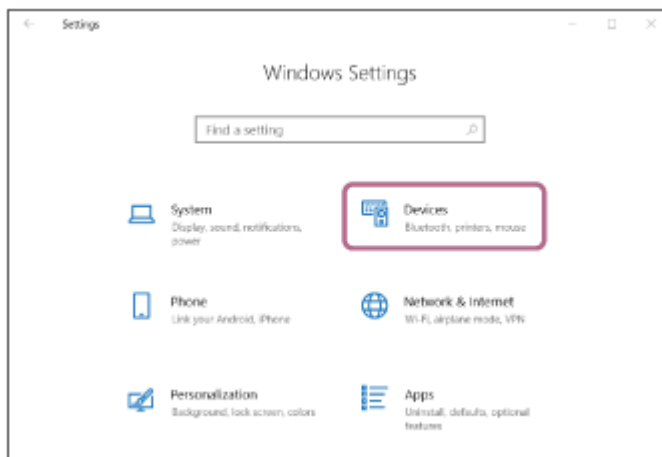 Settings
Windows Settings
Find a setting
System
Display, sound, notifications,
power
Devices
Bluetooth, printers, mouse
Phone
Link your Android, iPhone
Network & Internet
Wi-Fi, airplane mode, VPN
Personalization
Background, lock screen, colors
Apps
Uninstall, defaults, optional
features